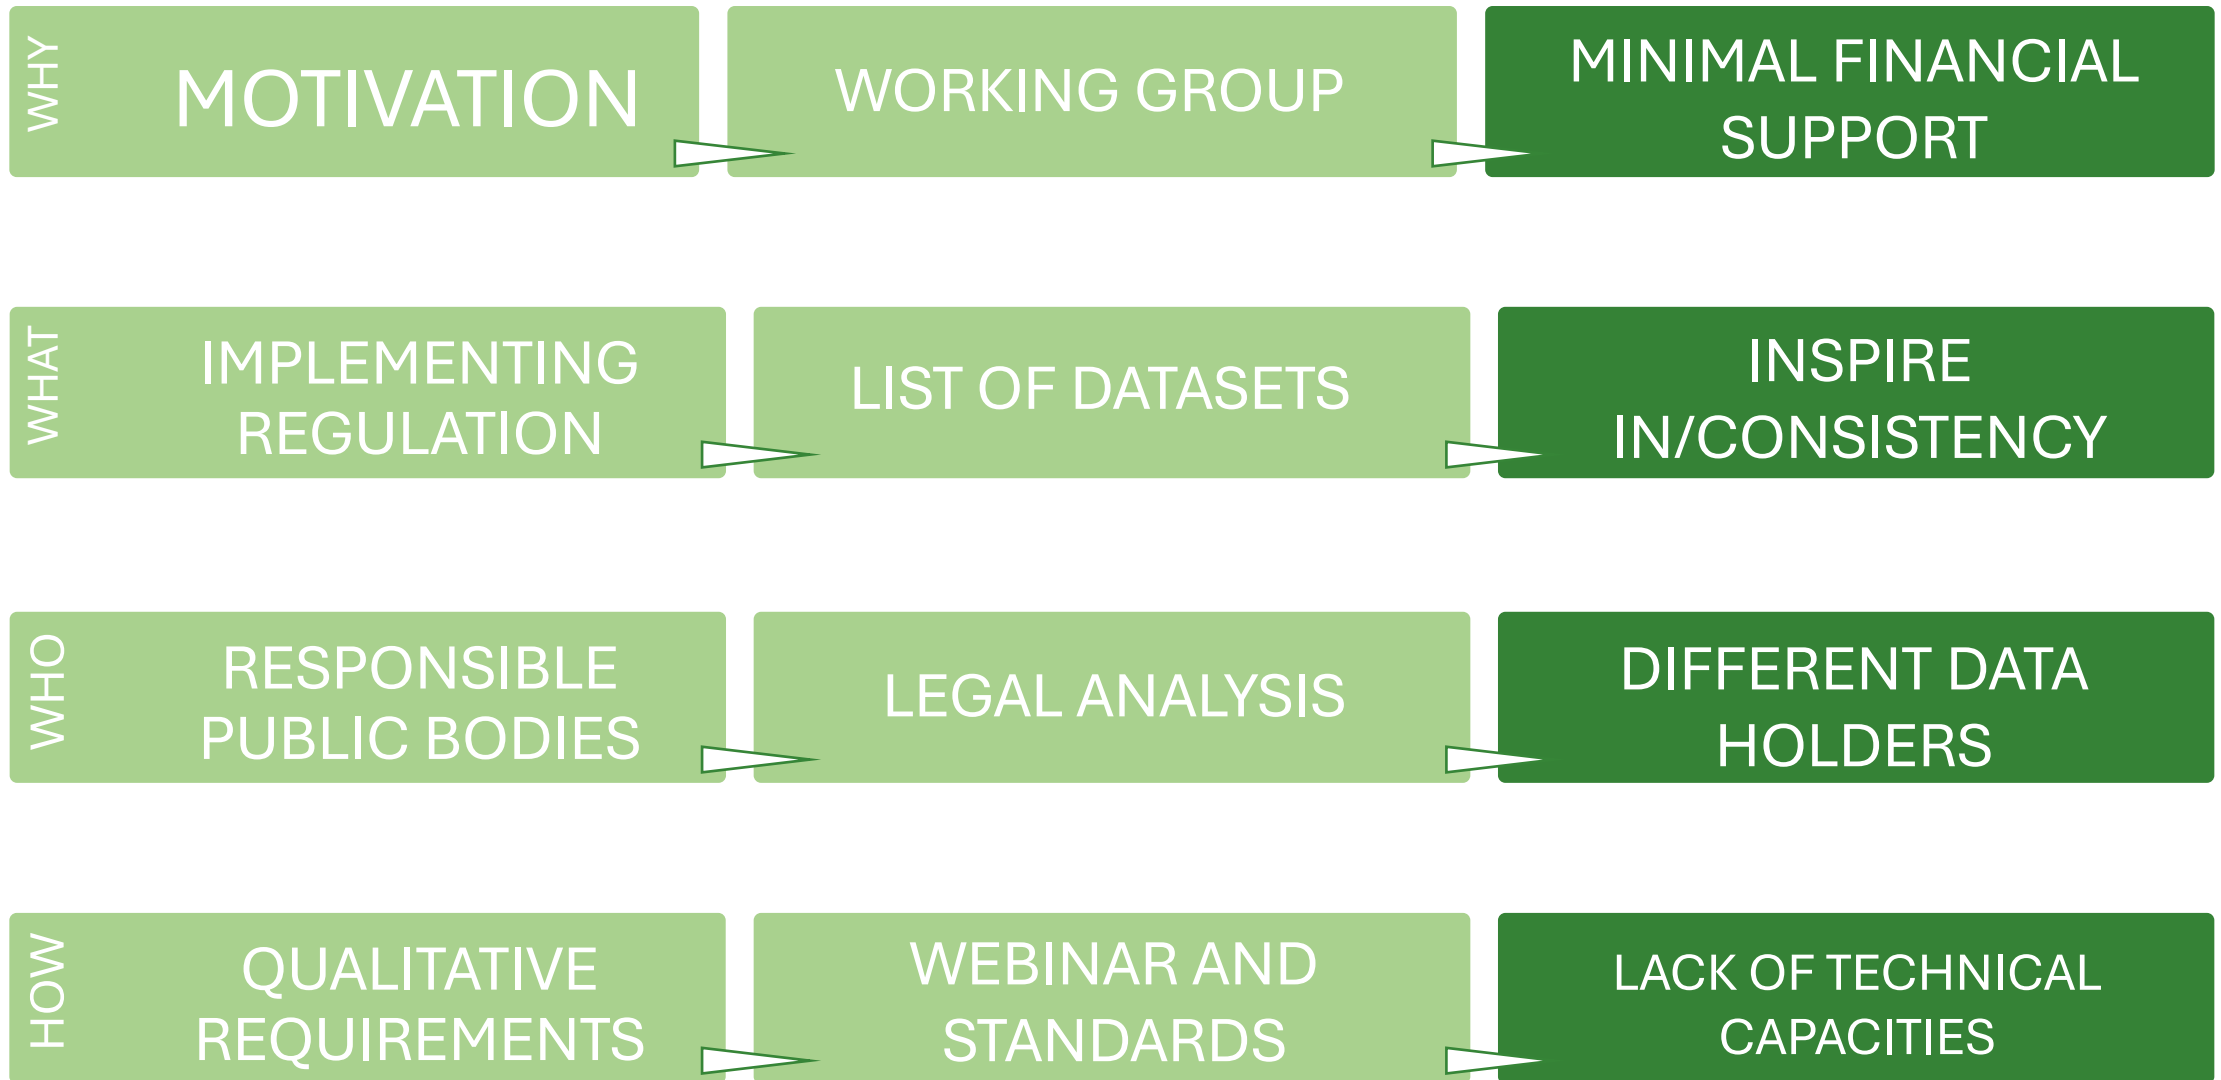 WHY
MOTIVATION
WORKING GROUP
MINIMAL FINANCIAL
SUPPORT
WHAT
IMPLEMENTING
REGULATION
LIST OF DATASETS
INSPIRE
IN/CONSISTENCY
WHO
RESPONSIBLE
PUBLIC BODIES
LEGAL ANALYSIS
DIFFERENT DATA
HOLDERS
HOW
QUALITATIVE
REQUIREMENTS
WEBINAR AND
STANDARDS
LACK OF TECHNICAL
CAPACITIES